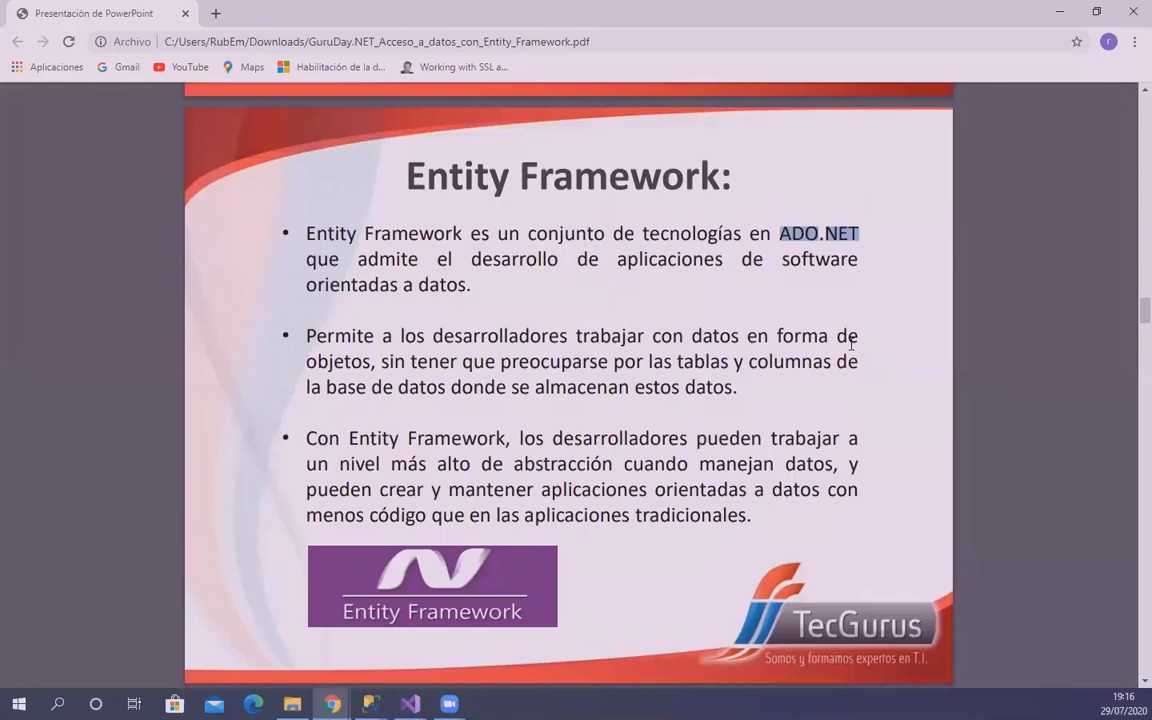 Presentación de PowerPoint
Archivo
C:/Users/RubEm/Downloads/GuruDay.NET_Acceso_a_datos_con_Entity_Framework.pdf
r
Aplicaciones
Gmail
YouTube
Maps
Habilitación de la d...
Working with SSL a...
Entity Framework:
• Entity Framework es un conjunto de tecnologías en ADO.NET
que admite el desarrollo de aplicaciones de software
orientadas a datos.
• Permite a los desarrolladores trabajar con datos en forma de
objetos, sin tener que preocuparse por las tablas y columnas de
la base de datos donde se almacenan estos datos.
• Con Entity Framework, los desarrolladores pueden trabajar a
un nivel más alto de abstracción cuando manejan datos, y
pueden crear y mantener aplicaciones orientadas a datos con
menos código que en las aplicaciones tradicionales.
Entity Framework
TecGurus
Somos y formamos expertos en T.I.
19:16
29/07/2020